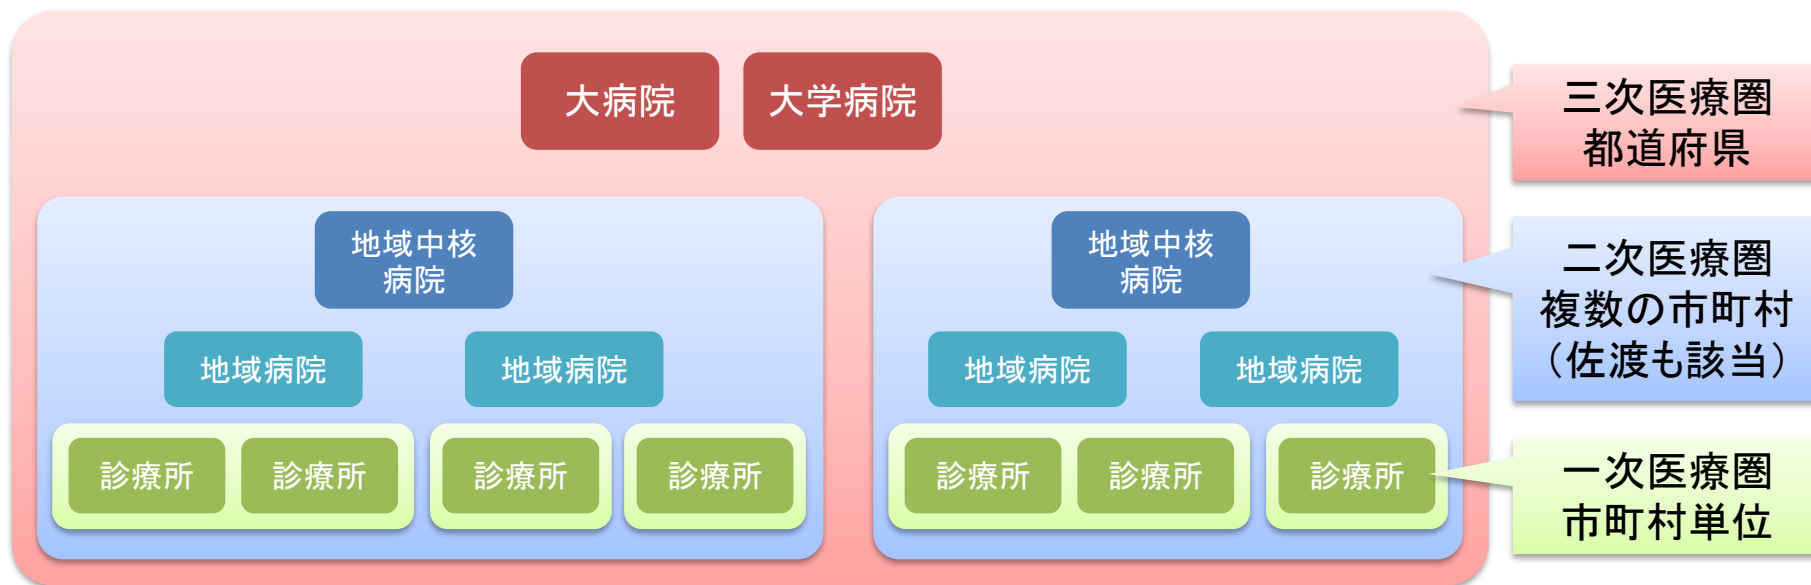 大病院
大学病院
三次医療圏
都道府県
地域中核
病院
地域中核
病院
二次医療圏
複数の市町村
（佐渡も該当）
地域病院
地域病院
地域病院
地域病院
診療所
診療所
診療所
診療所
診療所
診療所
診療所
一次医療圏
市町村単位